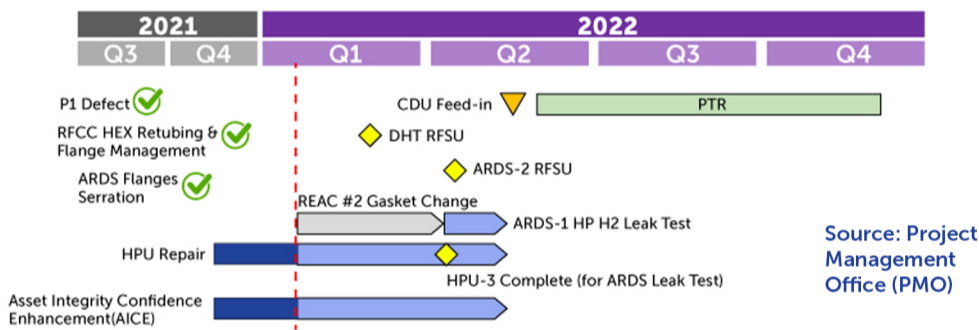 2021
2022
Q3
Q4
Q1
Q2
Q3
Q4
P1 Defect
CDU Feed-in
PTR
RFCC HEX Retubing &
Flange Management
DHT RFSU
ARDS Flanges
Serration
ARDS-2 RFSU
REAC #2 Gasket Change
ARDS-1 HP H2 Leak Test
HPU Repair
HPU-3 Complete (for ARDS Leak Test)
Asset Integrity Confidence
Enhancement(AICE)
Source: Project
Management
Office (PMO)